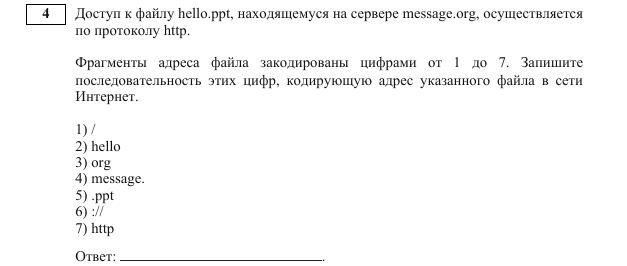 4 Доступ к файлу hello.ppt, находящемуся на сервере message.org, осуществляется
по протоколу http.
Фрагменты адреса файла закодированы цифрами от 1 до 7. Запишите
последовательность этих цифр, кодирующую адрес указанного файла в сети
Интернет.
1) /
2) hello
3) org
4) message.
5) .ppt
6) ://
7) http
Ответ: ____________________________.